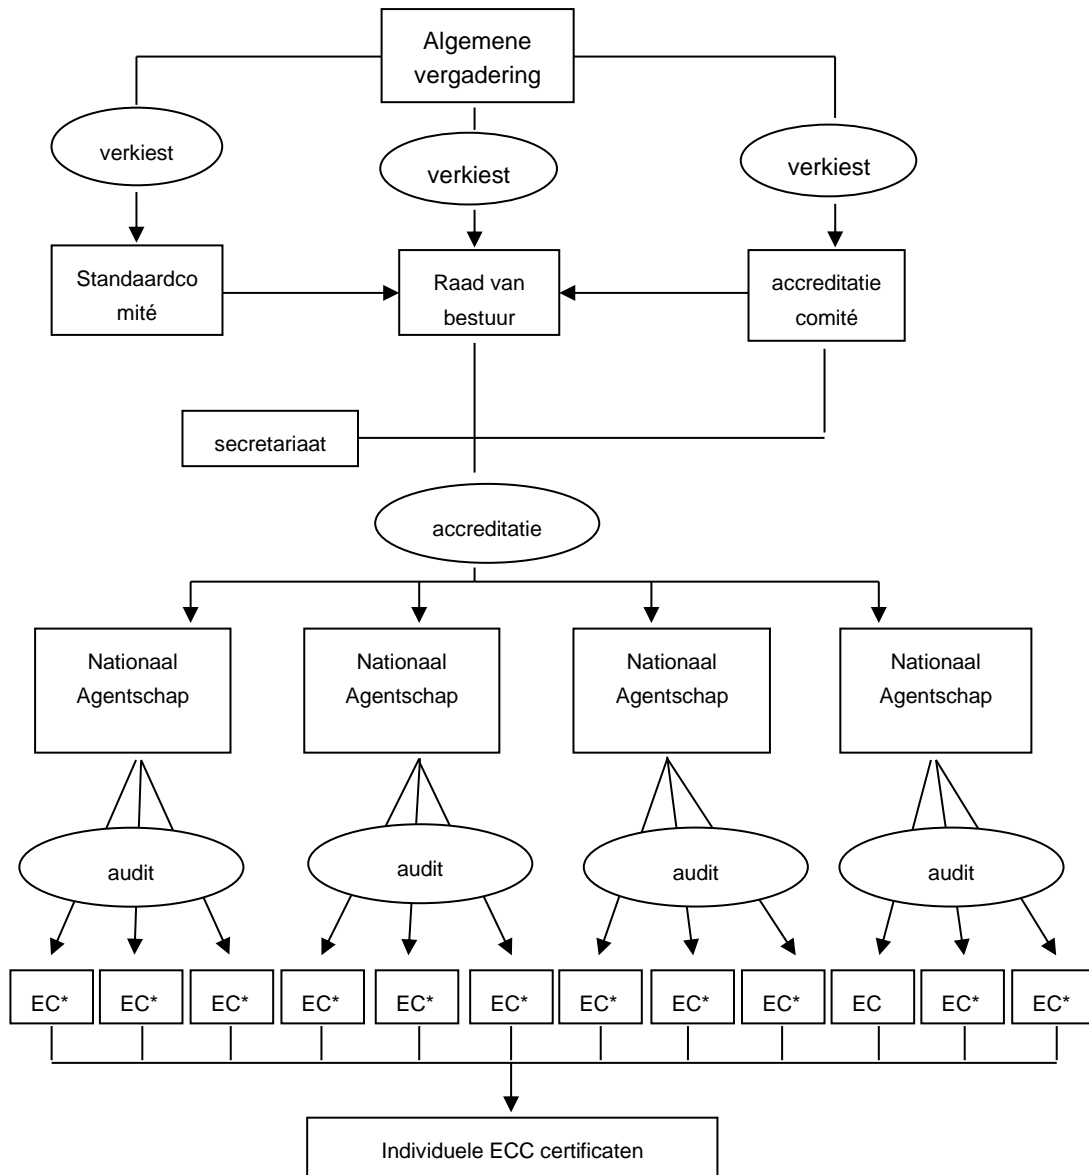 Algemene
vergadering
verkiest
verkiest
verkiest
Standaardco
mité
Raad van
bestuur
accreditatie
comité
secretariaat
accreditatie
Nationaal
Agentschap
Nationaal
Agentschap
Nationaal
Agentschap
Nationaal
Agentschap
audit
audit
audit
audit
EC*
EC*
EC*
EC*
EC*
EC*
EC*
EC*
EC*
EC
EC*
EC*
Individuele ECC certificaten